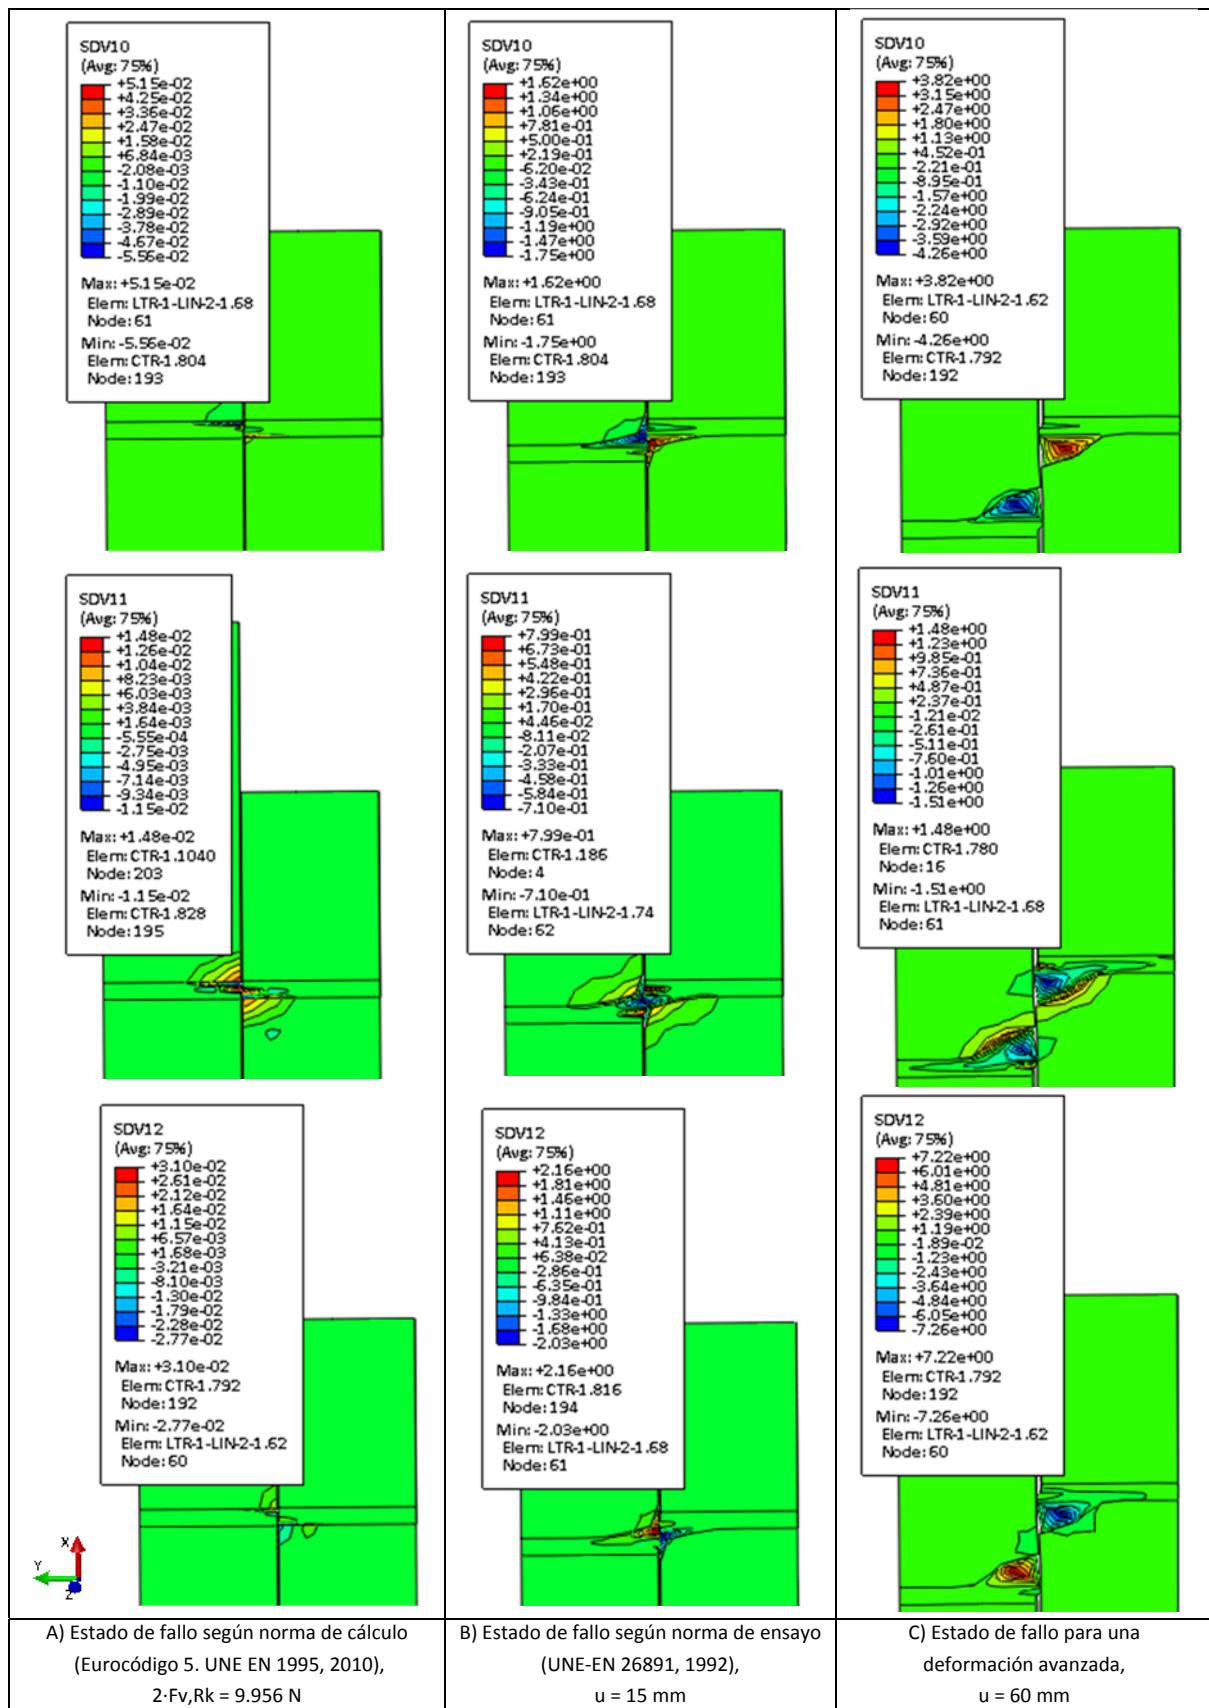 SDV10
(Avg: 75%)
+5.15e-02
+4.25e-02
+3.36e-02
+2.47e-02
+1.58e-02
+6.84e-03
-2.08e-03
-1.10e-02
-1.99e-02
-2.89e-02
-3.78e-02
-4.67e-02
-5.56e-02
Max: +5.15e-02
Elem: LTR-1-LIN-2-1.68
Node: 61
Min: -5.56e-02
Elem: CTR-1.804
Node: 193
SDV10
(Avg: 75%)
+1.62e+00
+1.34e+00
+1.06e+00
+7.81e-01
+5.00e-01
+2.19e-01
-6.20e-02
-3.43e-01
-6.24e-01
-9.05e-01
-1.19e+00
-1.47e+00
-1.75e+00
Max: +1.62e+00
Elem: LTR-1-LIN-2-1.68
Node: 61
Min: -1.75e+00
Elem: CTR-1.804
Node: 193
SDV10
(Avg: 75%)
+3.82e+00
+3.15e+00
+2.47e+00
+1.80e+00
+1.13e+00
+4.52e-01
-2.21e-01
-8.95e-01
-1.57e+00
-2.24e+00
-2.92e+00
-3.59e+00
-4.26e+00
Max: +3.82e+00
Elem: LTR-1-LIN-2-1.62
Node: 60
Min: -4.26e+00
Elem: CTR-1.792
Node: 192
SDV11
(Avg: 75%)
+1.48e-02
+1.26e-02
+1.04e-02
+8.23e-03
+6.03e-03
+3.84e-03
+1.64e-03
-5.55e-04
-2.75e-03
-4.95e-03
-7.14e-03
-9.34e-03
-1.15e-02
Max: +1.48e-02
Elem: CTR-1.1040
Node: 203
Min: -1.15e-02
Elem: CTR-1.828
Node: 195
SDV11
(Avg: 75%)
+7.99e-01
+6.73e-01
+5.48e-01
+4.22e-01
+2.96e-01
+1.70e-01
+4.46e-02
-8.11e-02
-2.07e-01
-3.33e-01
-4.58e-01
-5.84e-01
-7.10e-01
Max: +7.99e-01
Elem: CTR-1.186
Node: 4
Min: -7.10e-01
Elem: LTR-1-LIN-2-1.74
Node: 62
SDV11
(Avg: 75%)
+1.48e+00
+1.23e+00
+9.85e-01
+7.36e-01
+4.87e-01
+2.37e-01
-1.21e-02
-2.61e-01
-5.11e-01
-7.60e-01
-1.01e+00
-1.26e+00
-1.51e+00
Max: +1.48e+00
Elem: CTR-1.780
Node: 16
Min: -1.51e+00
Elem: LTR-1-LIN-2-1.68
Node: 61
SDV12
(Avg: 75%)
+3.10e-02
+2.61e-02
+2.12e-02
+1.64e-02
+1.15e-02
+6.57e-03
+1.68e-03
-3.21e-03
-8.10e-03
-1.30e-02
-1.79e-02
-2.28e-02
-2.77e-02
Max: +3.10e-02
Elem: CTR-1.792
Node: 192
Min: -2.77e-02
Elem: LTR-1-LIN-2-1.62
Node: 60
SDV12
(Avg: 75%)
+2.16e+00
+1.81e+00
+1.46e+00
+1.11e+00
+7.62e-01
+4.13e-01
+6.38e-02
-2.86e-01
-6.35e-01
-9.84e-01
-1.33e+00
-1.68e+00
-2.03e+00
Max: +2.16e+00
Elem: CTR-1.816
Node: 194
Min: -2.03e+00
Elem: LTR-1-LIN-2-1.68
Node: 61
SDV12
(Avg: 75%)
+7.22e+00
+6.01e+00
+4.81e+00
+3.60e+00
+2.39e+00
+1.19e+00
-1.89e-02
-1.23e+00
-2.43e+00
-3.64e+00
-4.84e+00
-6.05e+00
-7.26e+00
Max: +7.22e+00
Elem: CTR-1.792
Node: 192
Min: -7.26e+00
Elem: LTR-1-LIN-2-1.62
Node: 60
X
Y
Z
A) Estado de fallo según norma de cálculo
(Eurocódigo 5. UNE EN 1995, 2010),
2·Fv,Rk = 9.956 N
B) Estado de fallo según norma de ensayo
(UNE-EN 26891, 1992),
u = 15 mm
C) Estado de fallo para una
deformación avanzada,
u = 60 mm